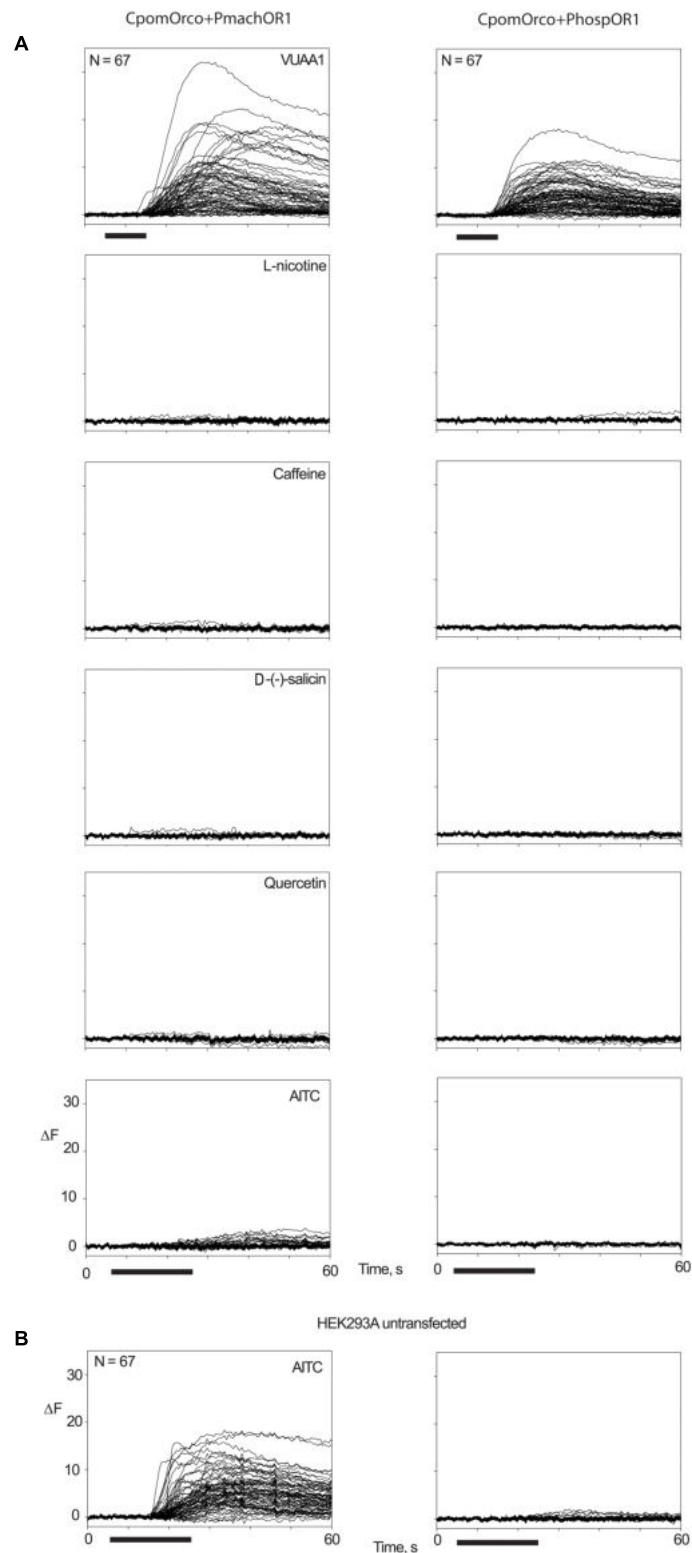 CpomOrco+PmachOR1 CpomOrco+PhospOR1
A
N = 67 VUAA1 N = 67
L-nicotine
Caffeine
D-(-)-salicin
Quercetin
AITC
30
ΔF
20
10
0
0 60 Time, s 0 60
B
HEK293A untransfected
N = 67 AITC
30
ΔF
20
10
0
0 60 Time, s 0 60